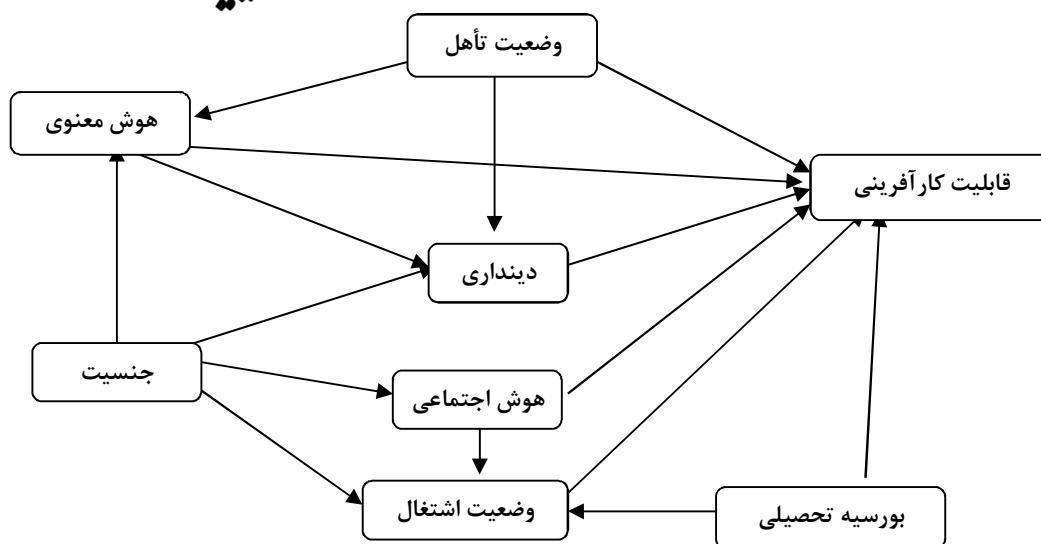 وضعیت تأهل
هوش معنوی
قابلیت کارآفرینی
دینداری
جنسیت
هوش اجتماعی
وضعیت اشتغال
بورسیه تحصیلی